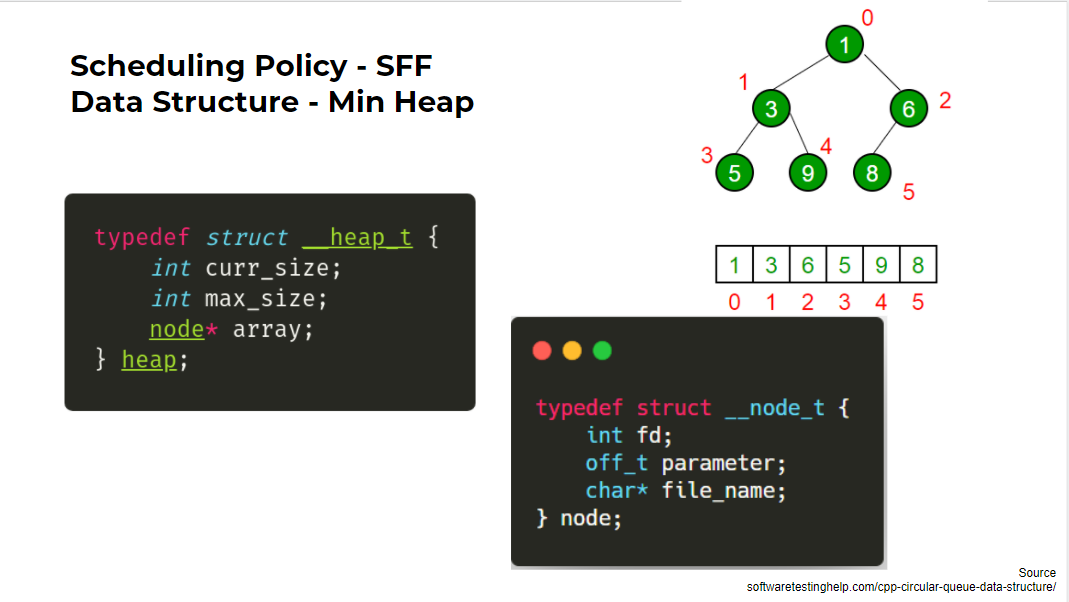 Scheduling Policy - SFF
Data Structure - Min Heap
typedef struct __heap_t {
    int curr_size;
    int max_size;
    node* array;
} heap;
0
1
1
3
6
2
3
5
4
9
8
5
1 3 6 5 9 8
0 1 2 3 4 5
typedef struct __node_t {
    int fd;
    off_t parameter;
    char* file_name;
} node;
Source
softwaretestinghelp.com/cpp-circular-queue-data-structure/